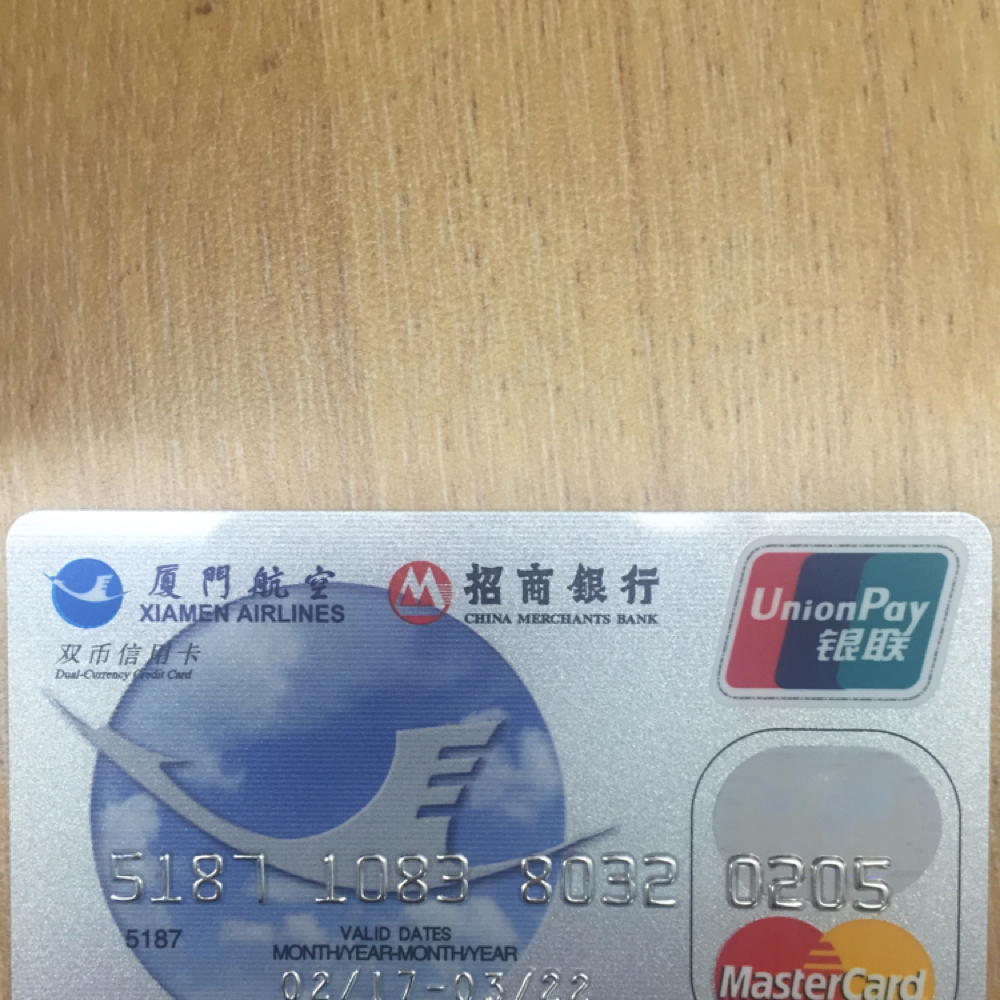 厦門航空 招商銀行
XIAMEN AIRLINES CHINA MERCHANTS BANK
UnionPay
银联
双币信用卡
Dual-Currency Credit Card
5187 1083 8032 0205
5187
VALID DATES
MONTH/YEAR-MONTH/YEAR
02/17-03/22
MasterCard